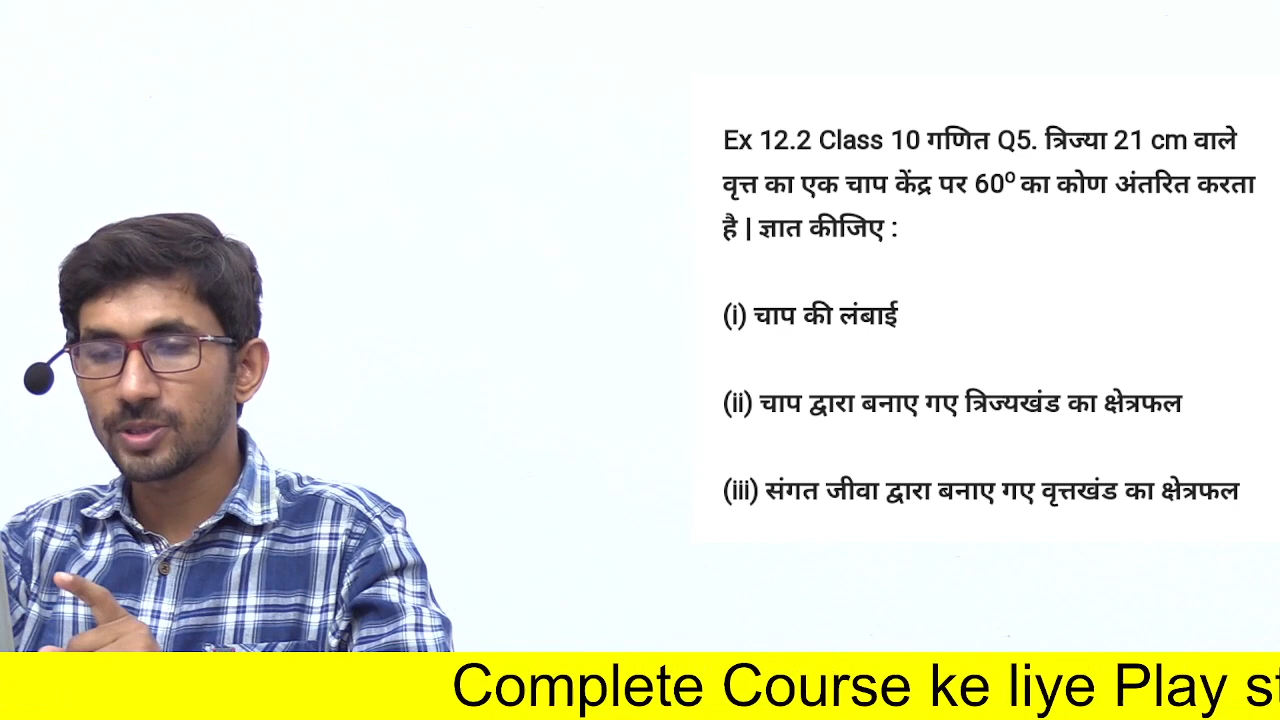 Ex 12.2 Class 10 गणित Q5. त्रिज्या 21 cm वाले
वृत्त का एक चाप केंद्र पर 60⁰ का कोण अंतरित करता
है | ज्ञात कीजिए :
(i) चाप की लंबाई
(ii) चाप द्वारा बनाए गए त्रिज्यखंड का क्षेत्रफल
(iii) संगत जीवा द्वारा बनाए गए वृत्तखंड का क्षेत्रफल
Complete Course ke liye Play